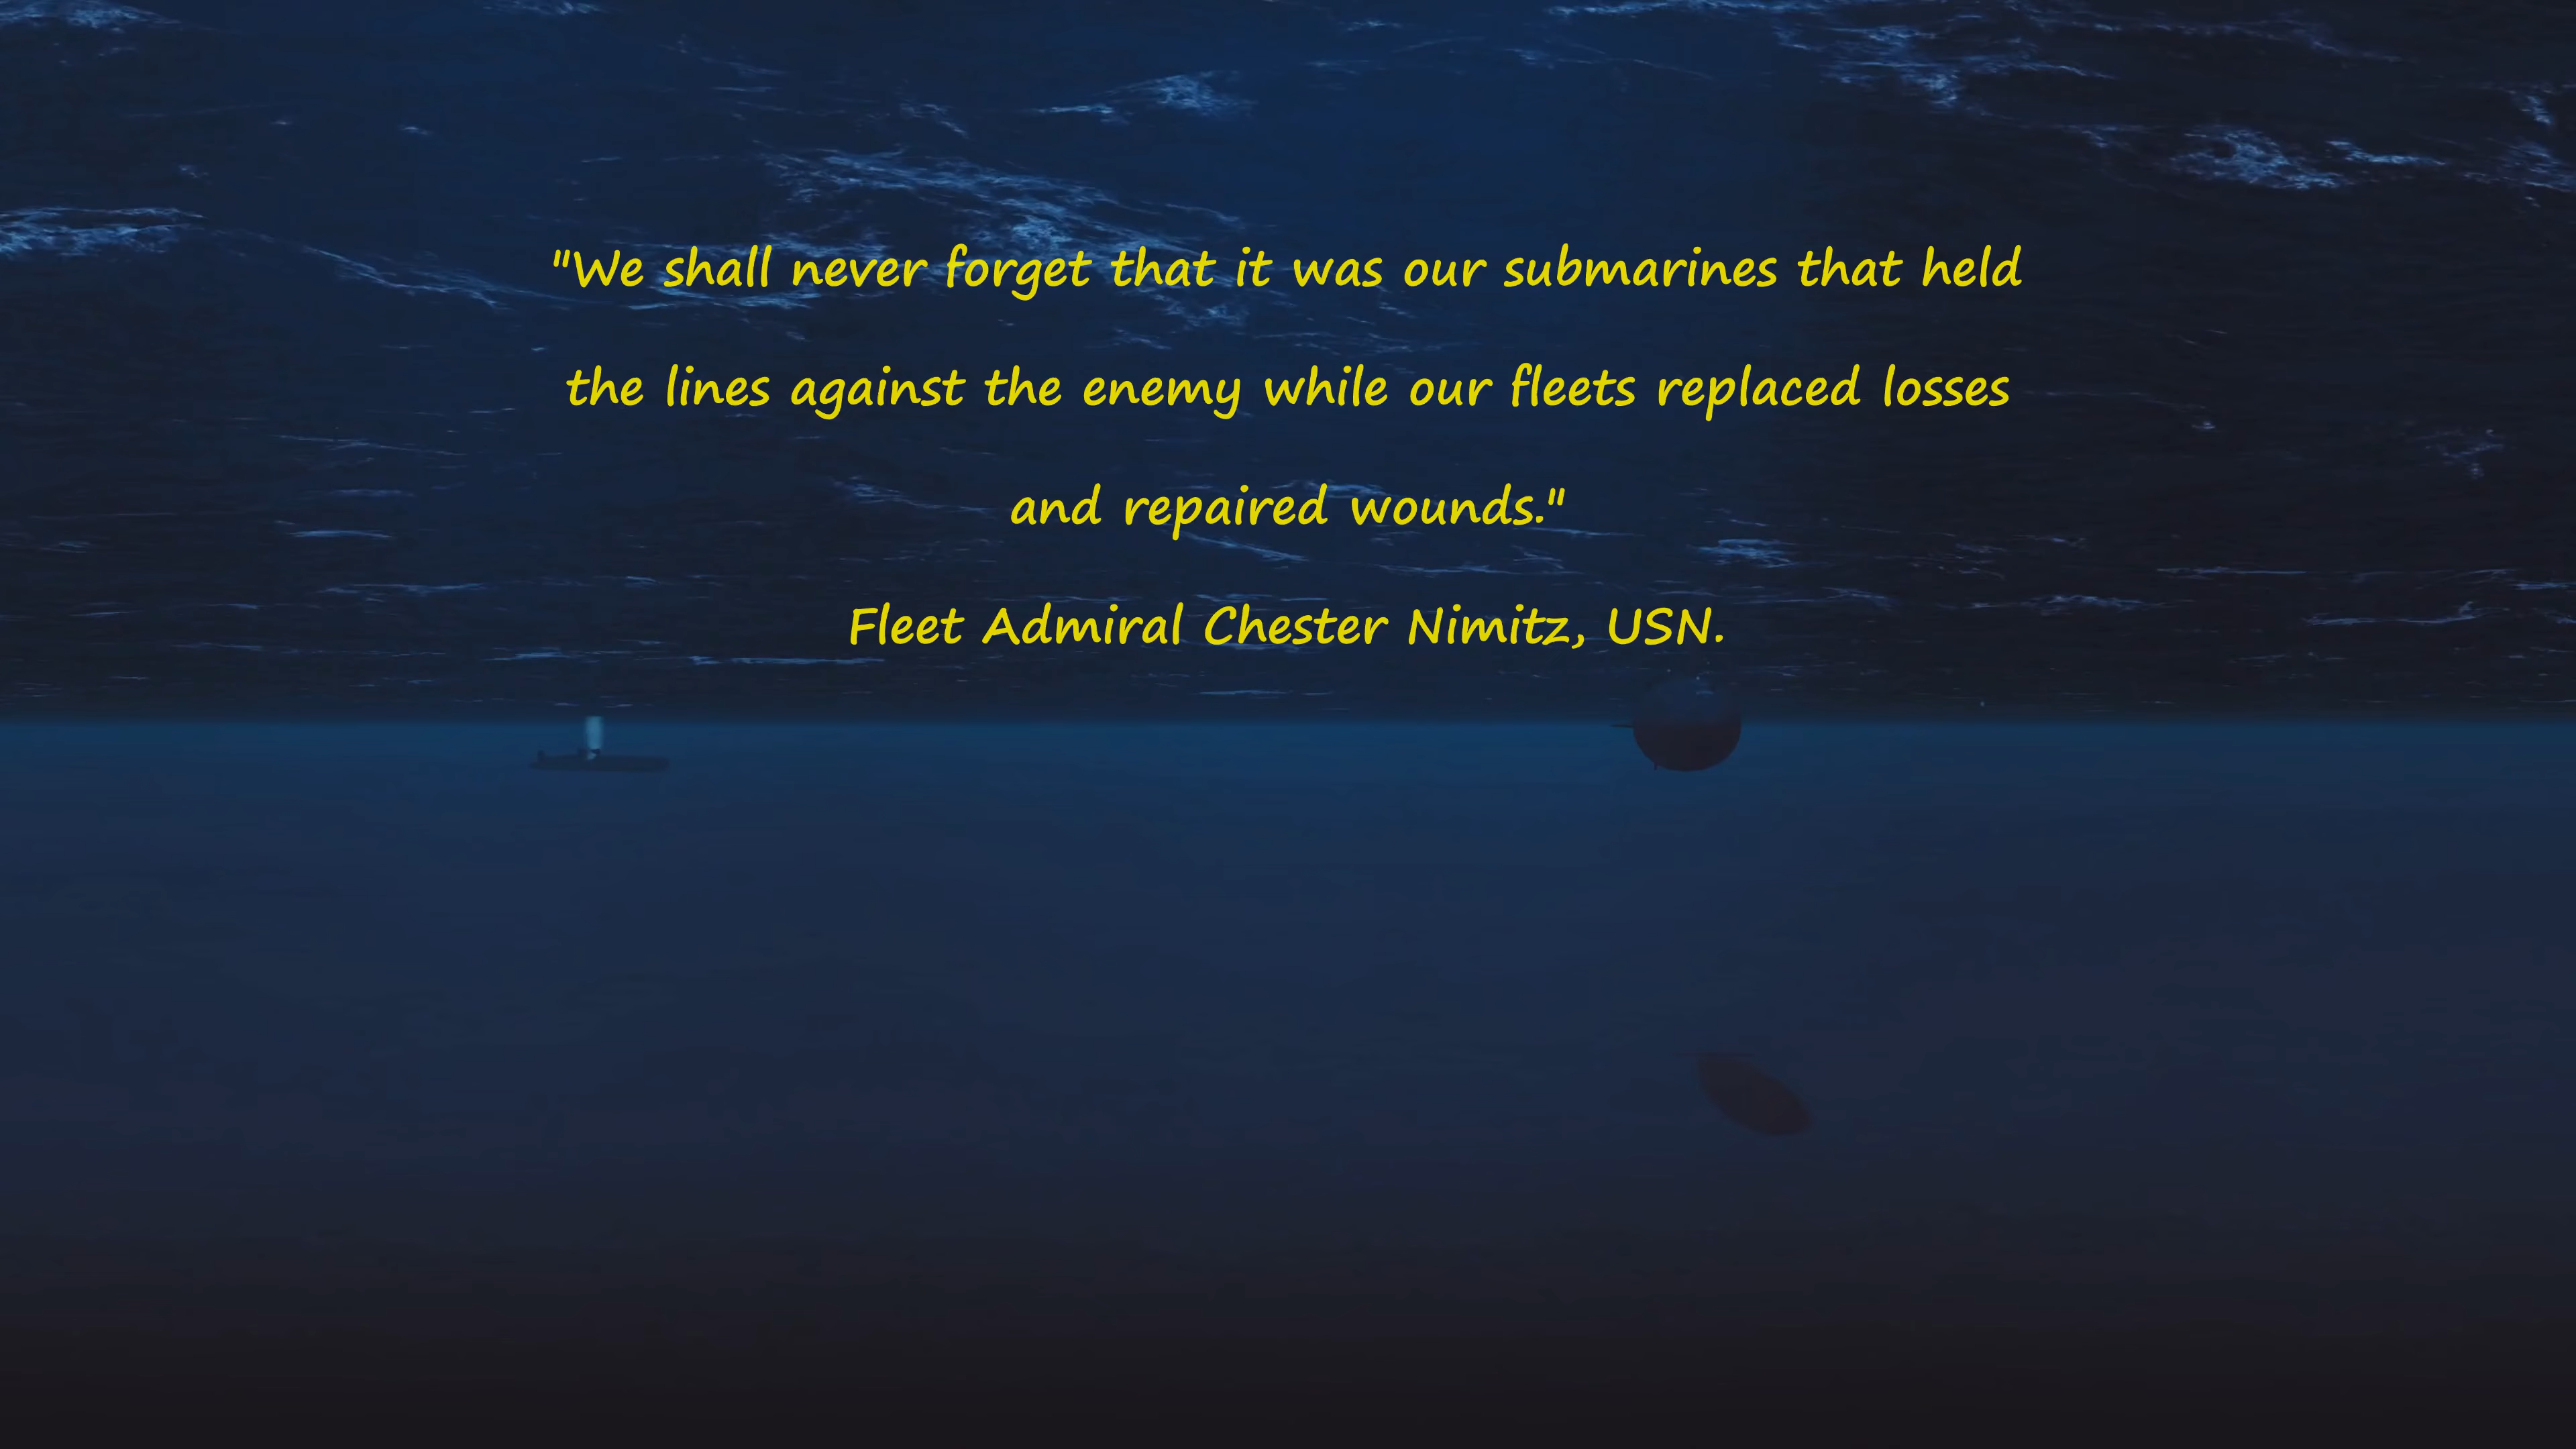 "We shall never forget that it was our submarines that held
the lines against the enemy while our fleets replaced losses
and repaired wounds."
Fleet Admiral Chester Nimitz, USN.